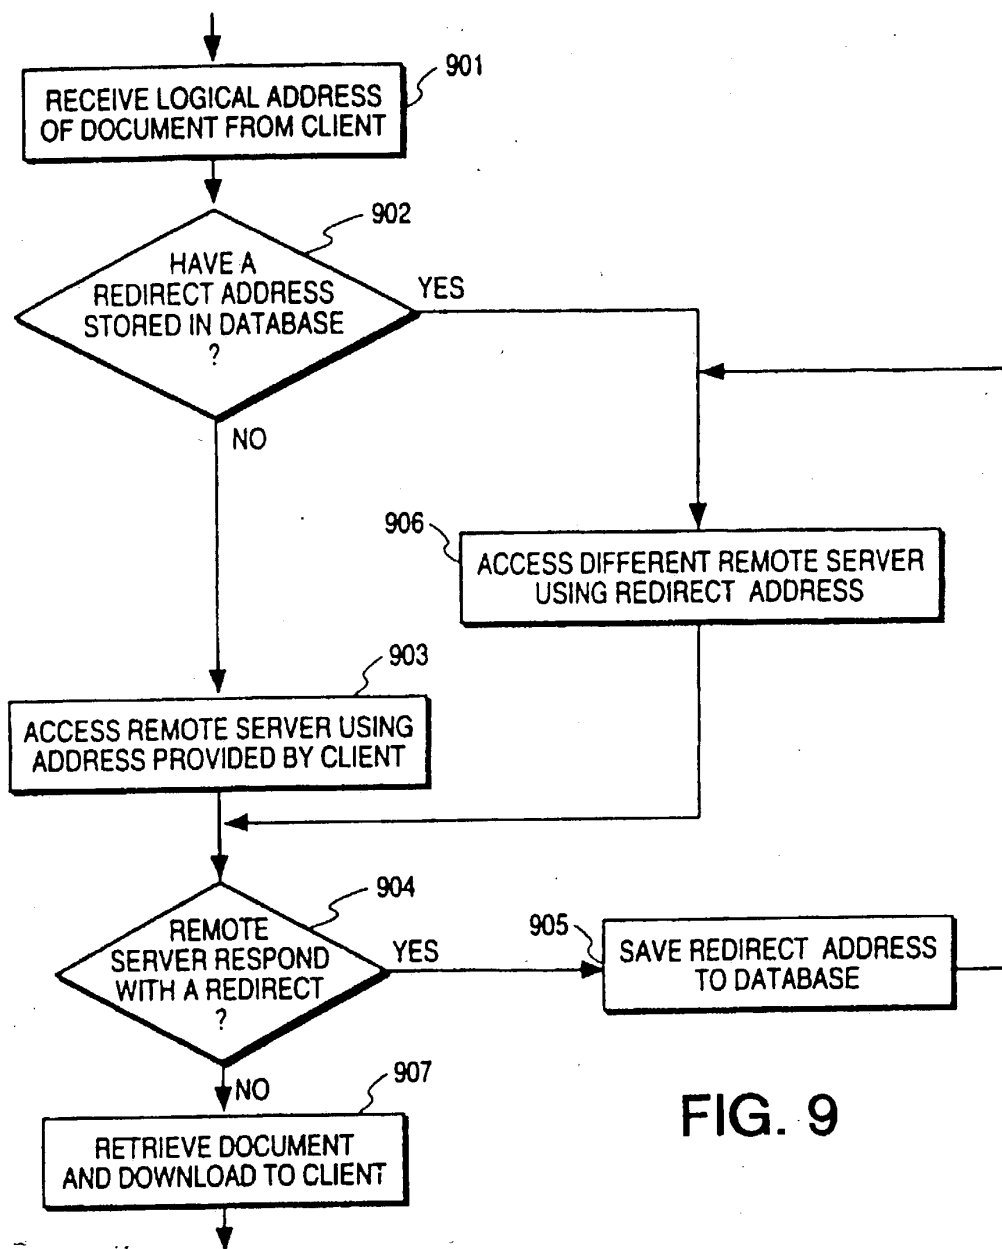 901
RECEIVE LOGICAL ADDRESS
OF DOCUMENT FROM CLIENT
902
HAVE A
REDIRECT ADDRESS
STORED IN DATABASE
?
YES
NO
906
ACCESS DIFFERENT REMOTE SERVER
USING REDIRECT ADDRESS
903
ACCESS REMOTE SERVER USING
ADDRESS PROVIDED BY CLIENT
904
REMOTE
SERVER RESPOND
WITH A REDIRECT
?
YES
905
SAVE REDIRECT ADDRESS
TO DATABASE
NO
907
RETRIEVE DOCUMENT
AND DOWNLOAD TO CLIENT
FIG. 9